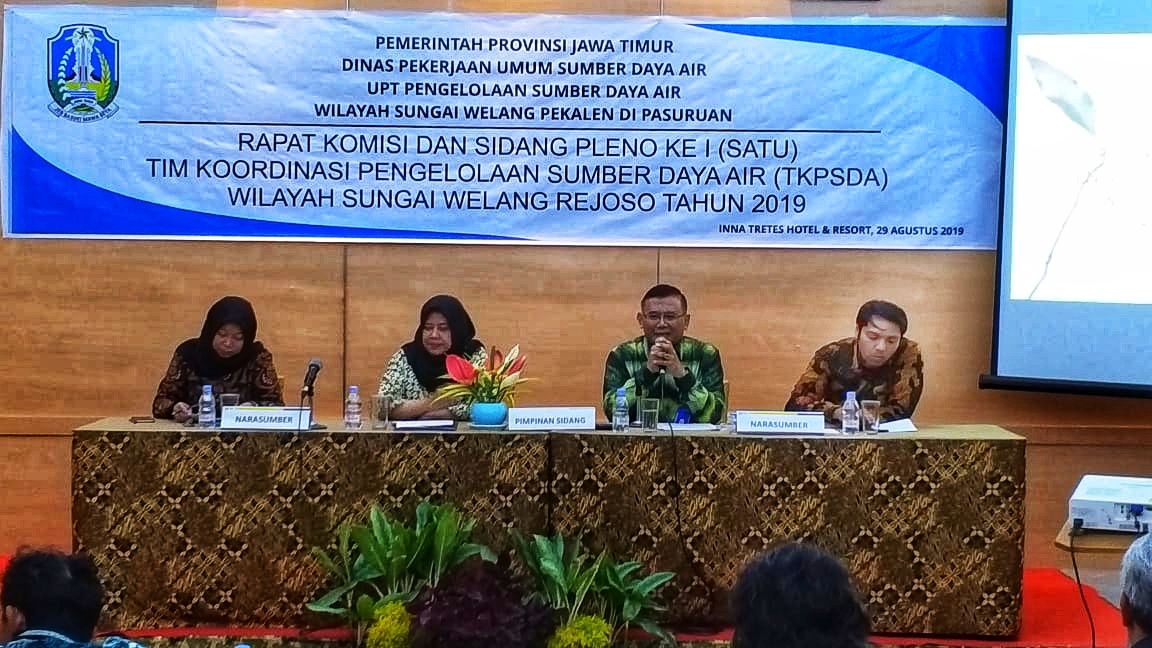 PEMERINTAH PROVINSI JAWA TIMUR
DINAS PEKERJAAN UMUM SUMBER DAYA AIR
UPT PENGELOLAAN SUMBER DAYA AIR
WILAYAH SUNGAI WELANG PEKALEN DI PASURUAN
RAPAT KOMISI DAN SIDANG PLENO KE I (SATU)
TIM KOORDINASI PENGELOLAAN SUMBER DAYA AIR (TKPSDA)
WILAYAH SUNGAI WELANG REJOSO TAHUN 2019
INNA TRETES HOTEL & RESORT, 29 AGUSTUS 2019
NARASUMBER
PIMPINAN SIDANG
NARASUMBER